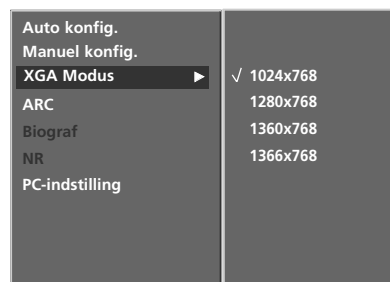 Auto konfig.
Manuel konfig.
XGA Modus
ARC
Biograf
NR
PC-indstilling
√ 1024x768
1280x768
1360x768
1366x768